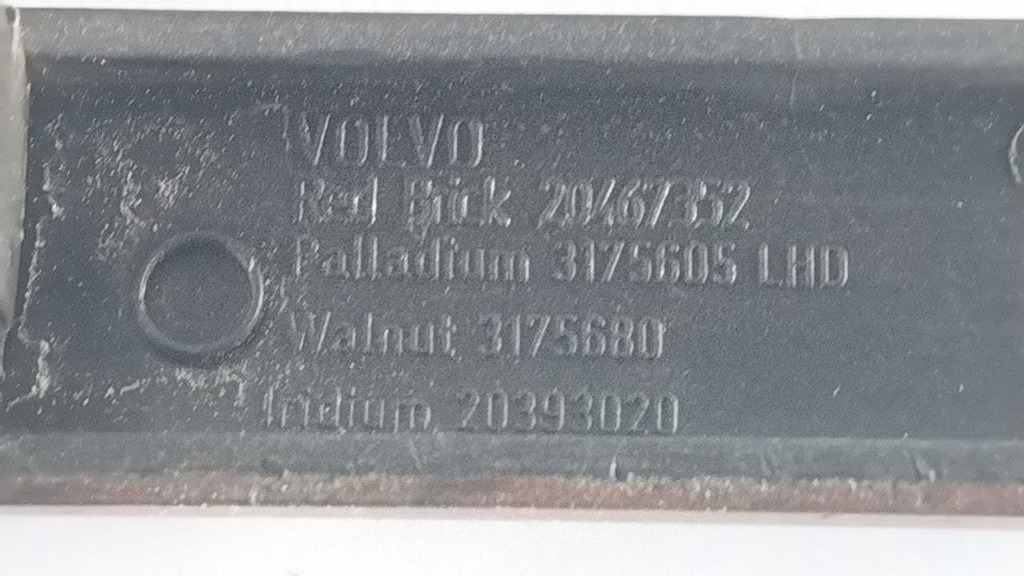 VOLVO
Red Brick 20467352
Palladium 3175605 LHD
Walnut 3175680
Iridium 20393020